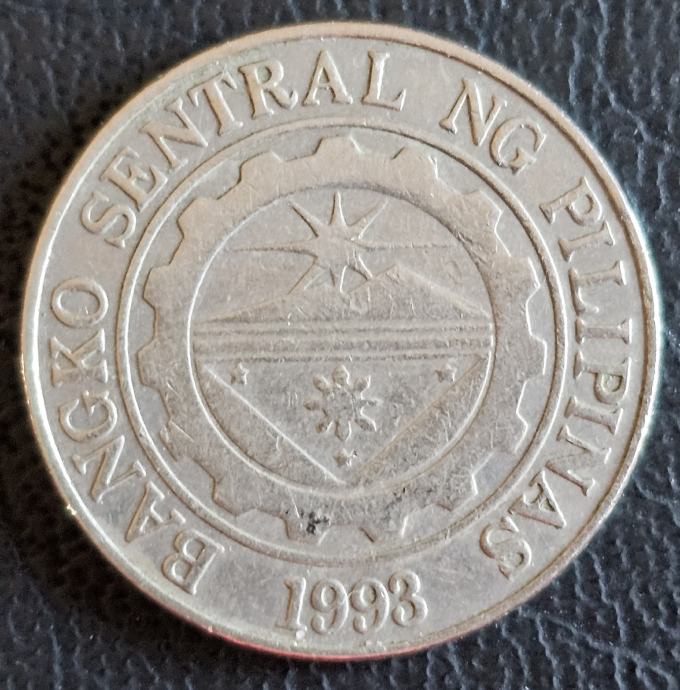 BANGKO SENTRAL NG PILIPINAS
1993